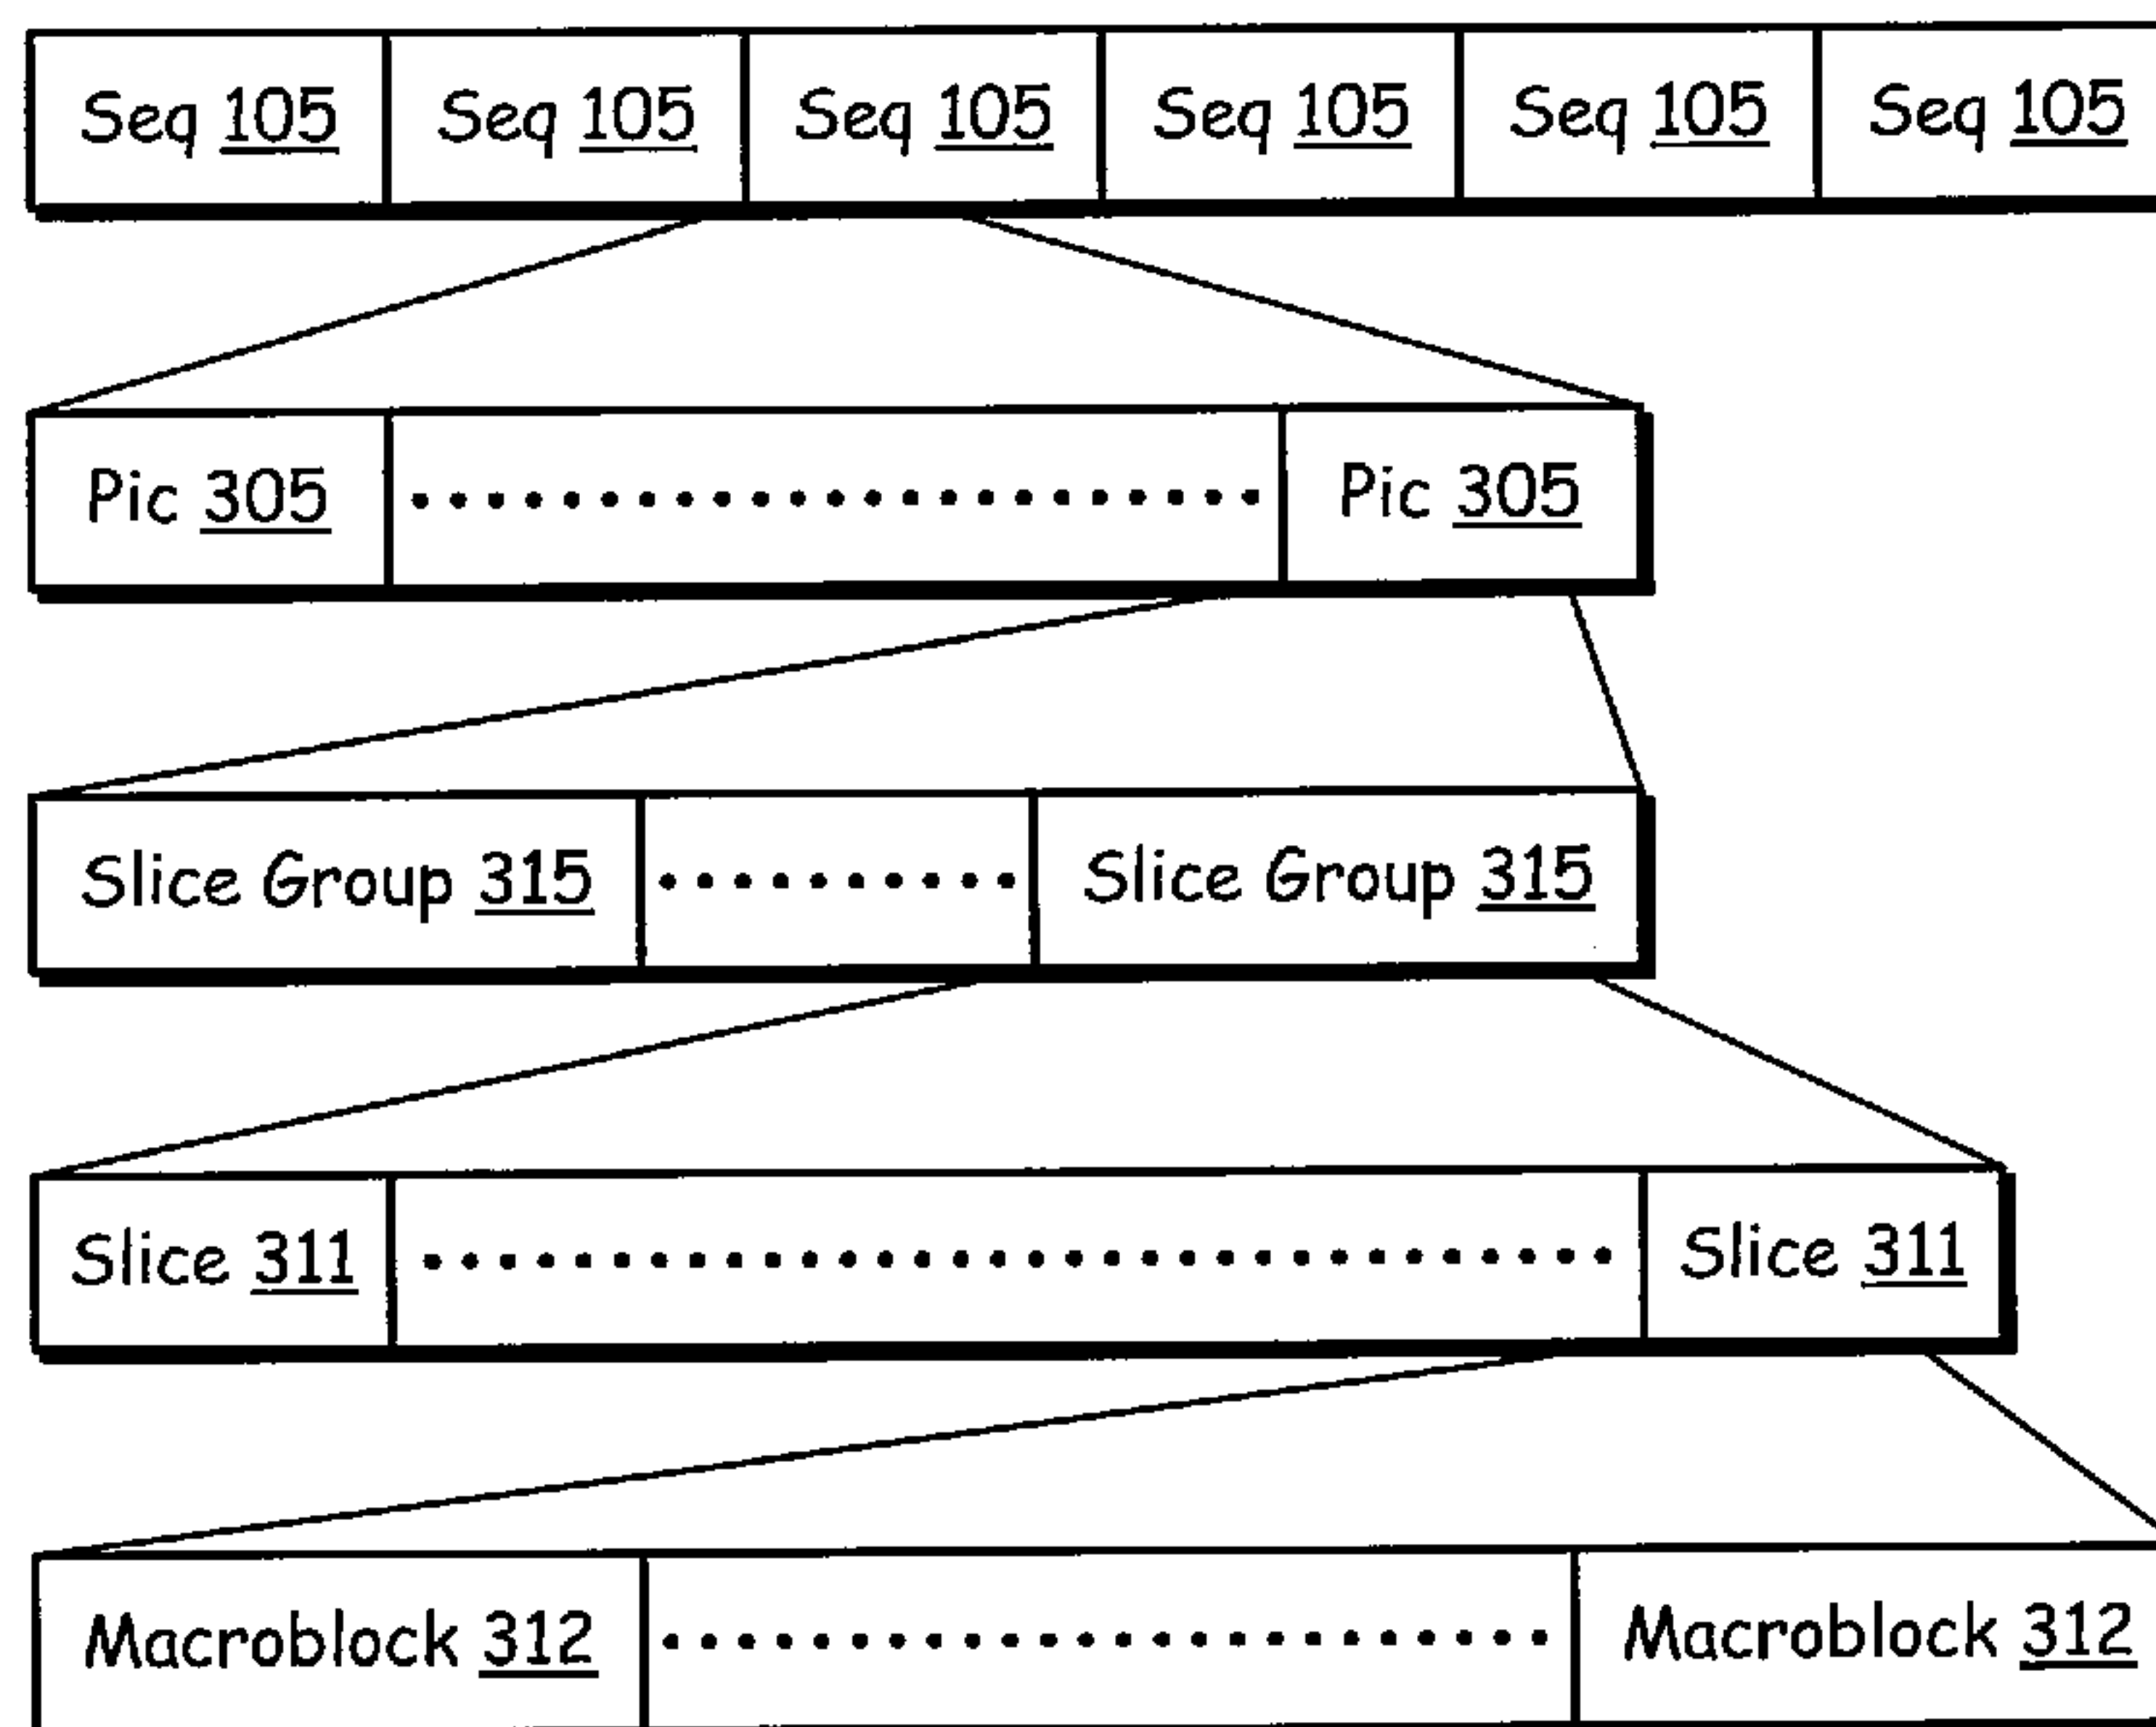 Seq 105 Seq 105 Seq 105 Seq 105 Seq 105 Seq 105
Pic 305 Pic 305
Slice Group 315 Slice Group 315
Slice 311 Slice 311
Macroblock 312 Macroblock 312